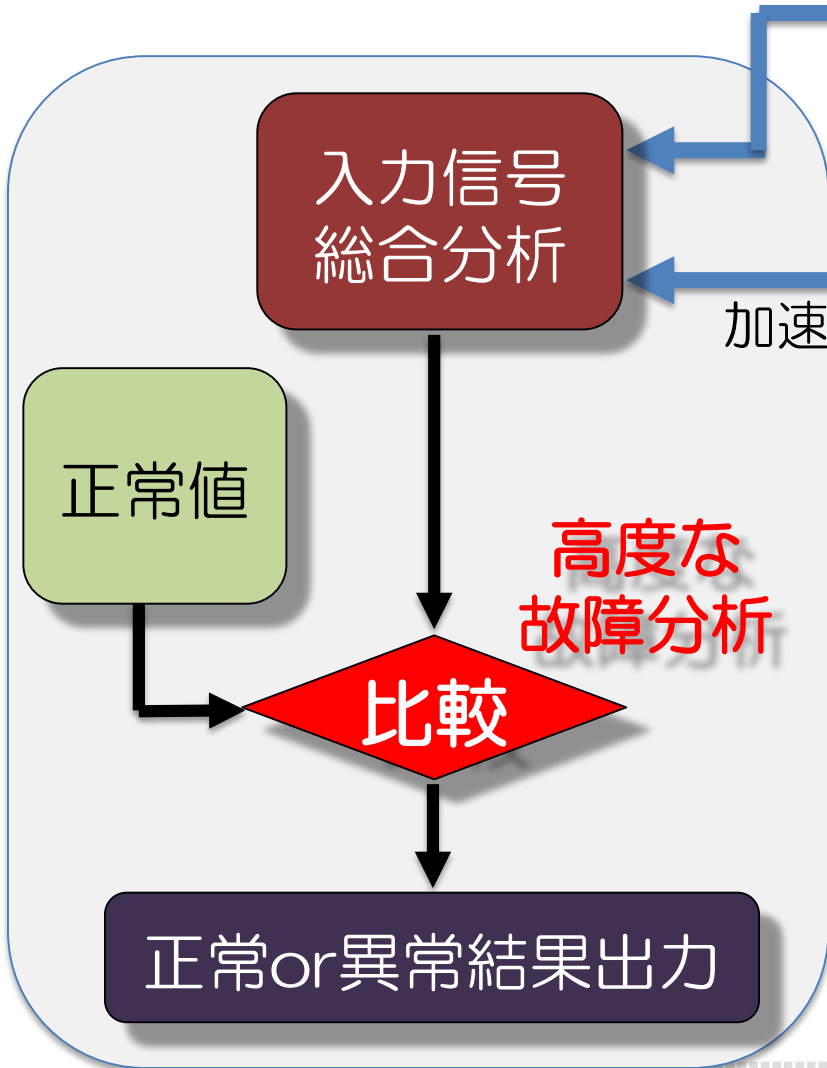 入力信号
総合分析
加速
正常値
高度な
故障分析
比較
正常or異常結果出力